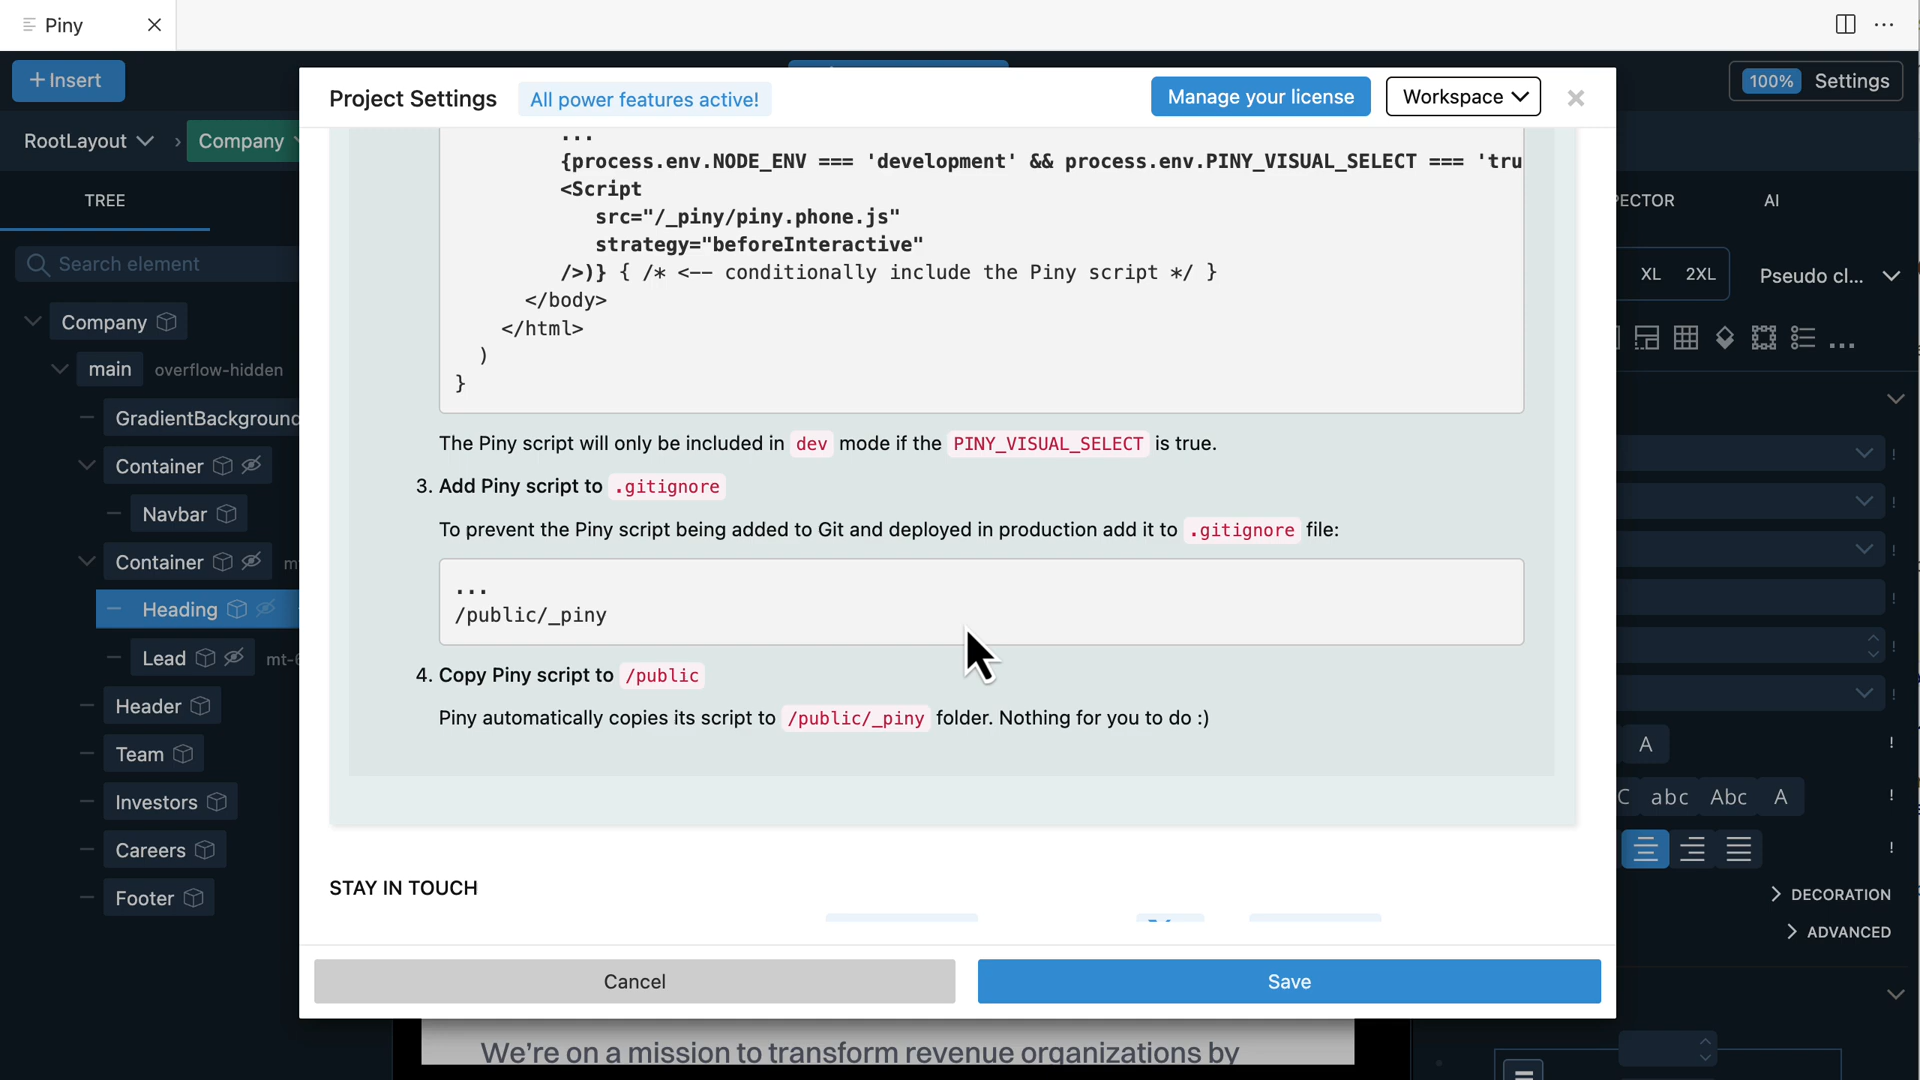 Piny
+ Insert
100% Settings
Project Settings
All power features active!
Manage your license
Workspace
RootLayout
Company
TREE
Search element
Company
main overflow-hidden
GradientBackground
Container
Navbar
Container
Heading
Lead
Header
Team
Investors
Careers
Footer
...
{process.env.NODE_ENV === 'development' && process.env.PINY_VISUAL_SELECT === 'tru
<Script
src="/_piny/piny.phone.js"
strategy="beforeInteractive"
/>)} { /* <-- conditionally include the Piny script */ }
</body>
</html>
)
}
The Piny script will only be included in dev mode if the PINY_VISUAL_SELECT is true.
3. Add Piny script to .gitignore
To prevent the Piny script being added to Git and deployed in production add it to .gitignore file:
...
/public/_piny
4. Copy Piny script to /public
Piny automatically copies its script to /public/_piny folder. Nothing for you to do :)
STAY IN TOUCH
Cancel
Save
PECTOR
AI
XL 2XL Pseudo cl...
...
A !
C abc Abc A !
!
DECORATION
ADVANCED
We're on a mission to transform revenue organizations by